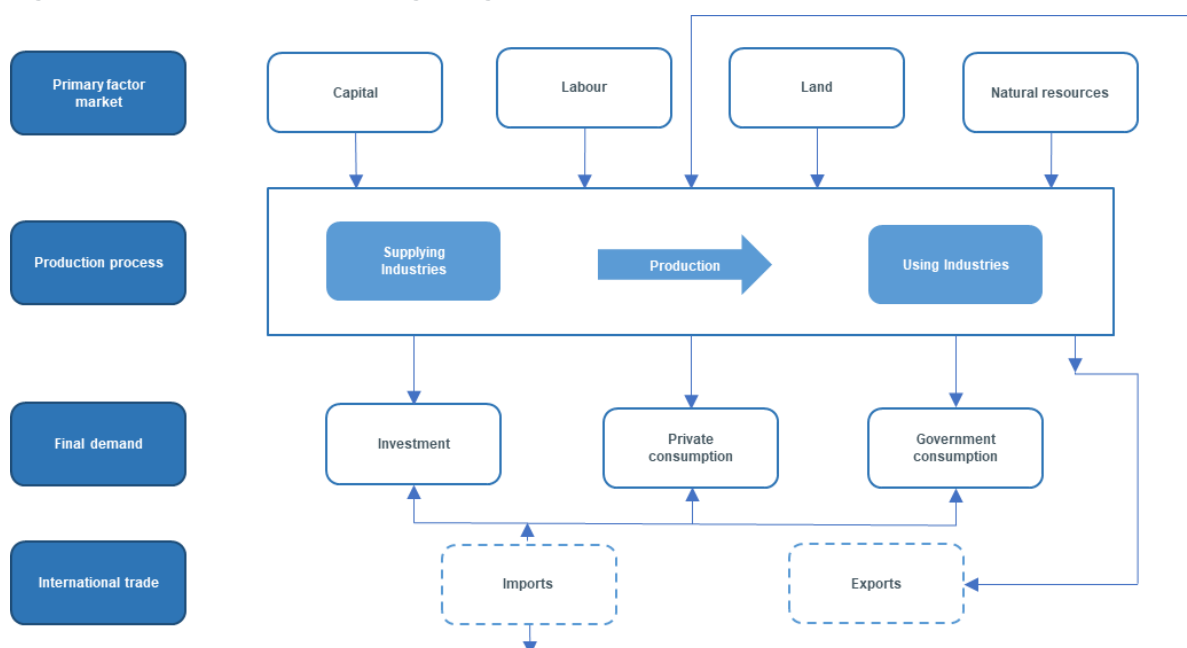 Primary factor
market
Capital
Labour
Land
Natural resources
Production process
Supplying
Industries
Production
Using Industries
Final demand
Investment
Private
consumption
Government
consumption
International trade
Imports
Exports